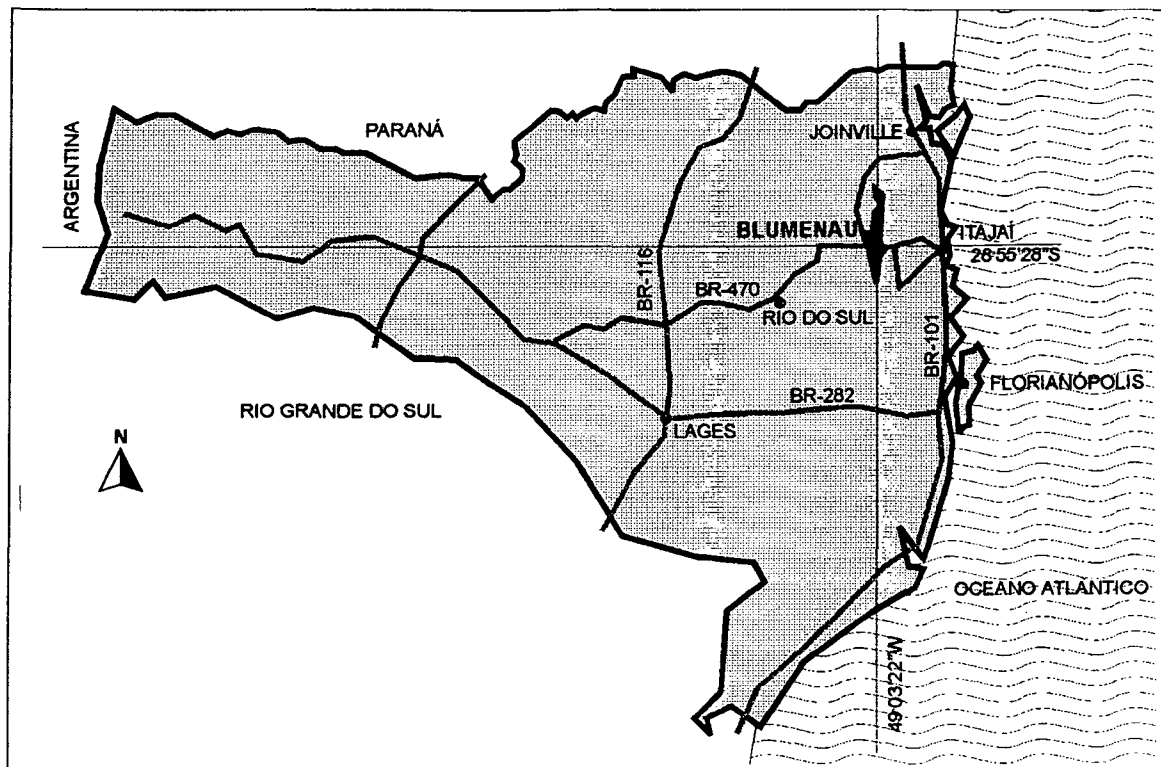 PARANÁ
JOINVILLE
ARGENTINA
BLUMENAU
ITAJAÍ
28°55'28"S
BR-116
BR-470
RIO DO SUL
BR-101
FLORIANÓPOLIS
BR-282
RIO GRANDE DO SUL
LAGES
N
OCEANO ATLÂNTICO
49°03'22"W